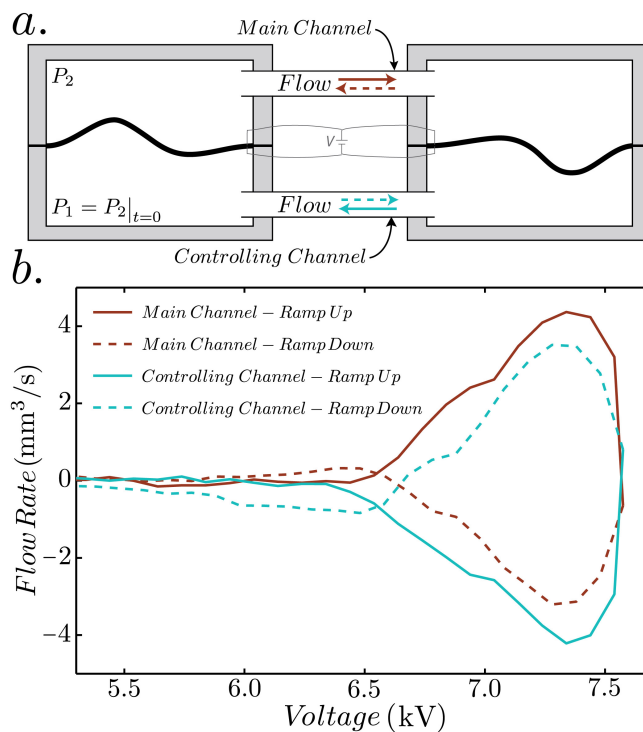 a.
Main Channel
P₂
Flow
V
P₁ = P₂|ₜ₌₀
Flow
Controlling Channel
b.
Main Channel – Ramp Up
Main Channel – Ramp Down
Controlling Channel – Ramp Up
Controlling Channel – Ramp Down
4
2
0
−2
−4
Flow Rate (mm³/s)
5.5 6.0 6.5 7.0 7.5
Voltage (kV)